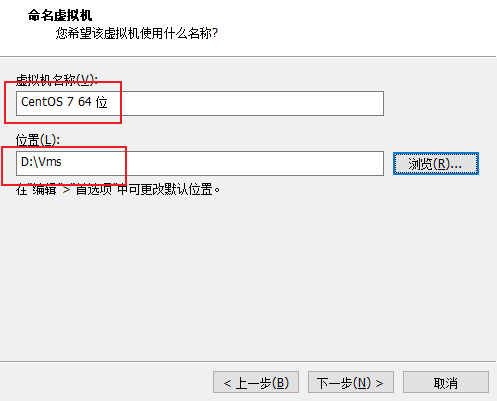 命名虚拟机
您希望该虚拟机使用什么名称?
虚拟机名称(V):
CentOS 7 64 位
位置(L):
D:\Vms
浏览(R)...
在"编辑">"首选项"中可更改默认位置。
< 上一步(B)
下一步(N) >
取消